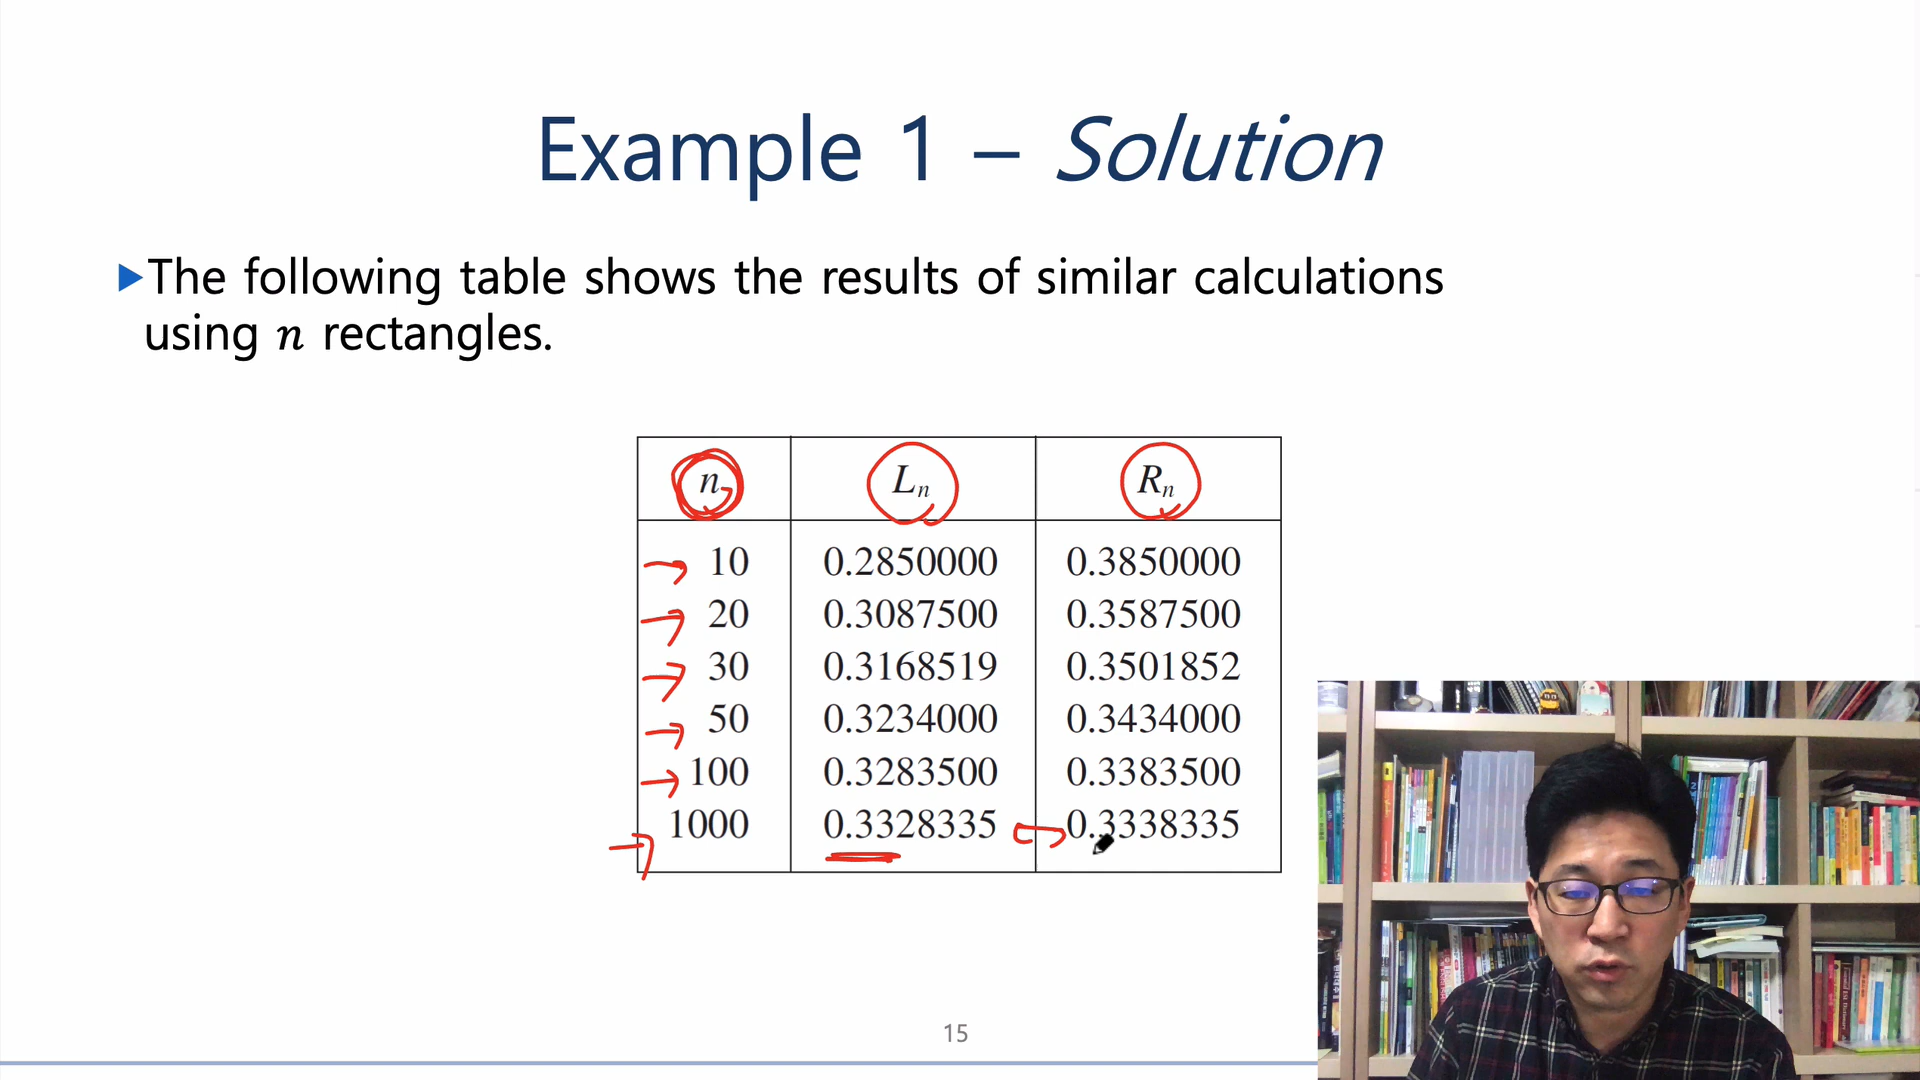 Example 1 – Solution
▶The following table shows the results of similar calculations
using n rectangles.
n Lₙ Rₙ
10 0.2850000 0.3850000
20 0.3087500 0.3587500
30 0.3168519 0.3501852
50 0.3234000 0.3434000
100 0.3283500 0.3383500
1000 0.3328335 0.3338335
15